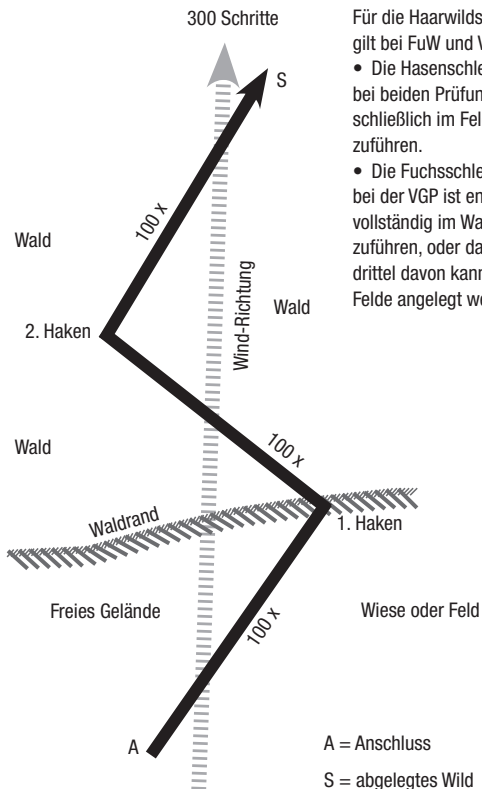 300 Schritte
S
100 x
Wald
Wind-Richtung
Wald
2. Haken
Wald
100 x
Waldrand
1. Haken
Freies Gelände
100 x
Wiese oder Feld
A
A = Anschluss
S = abgelegtes Wild
Für die Haarwilds
gilt bei FuW und V
• Die Hasenschle
bei beiden Prüfun
schließlich im Fel
zuführen.
• Die Fuchsschle
bei der VGP ist en
vollständig im Wa
zuführen, oder da
drittel davon kann
Felde angelegt we